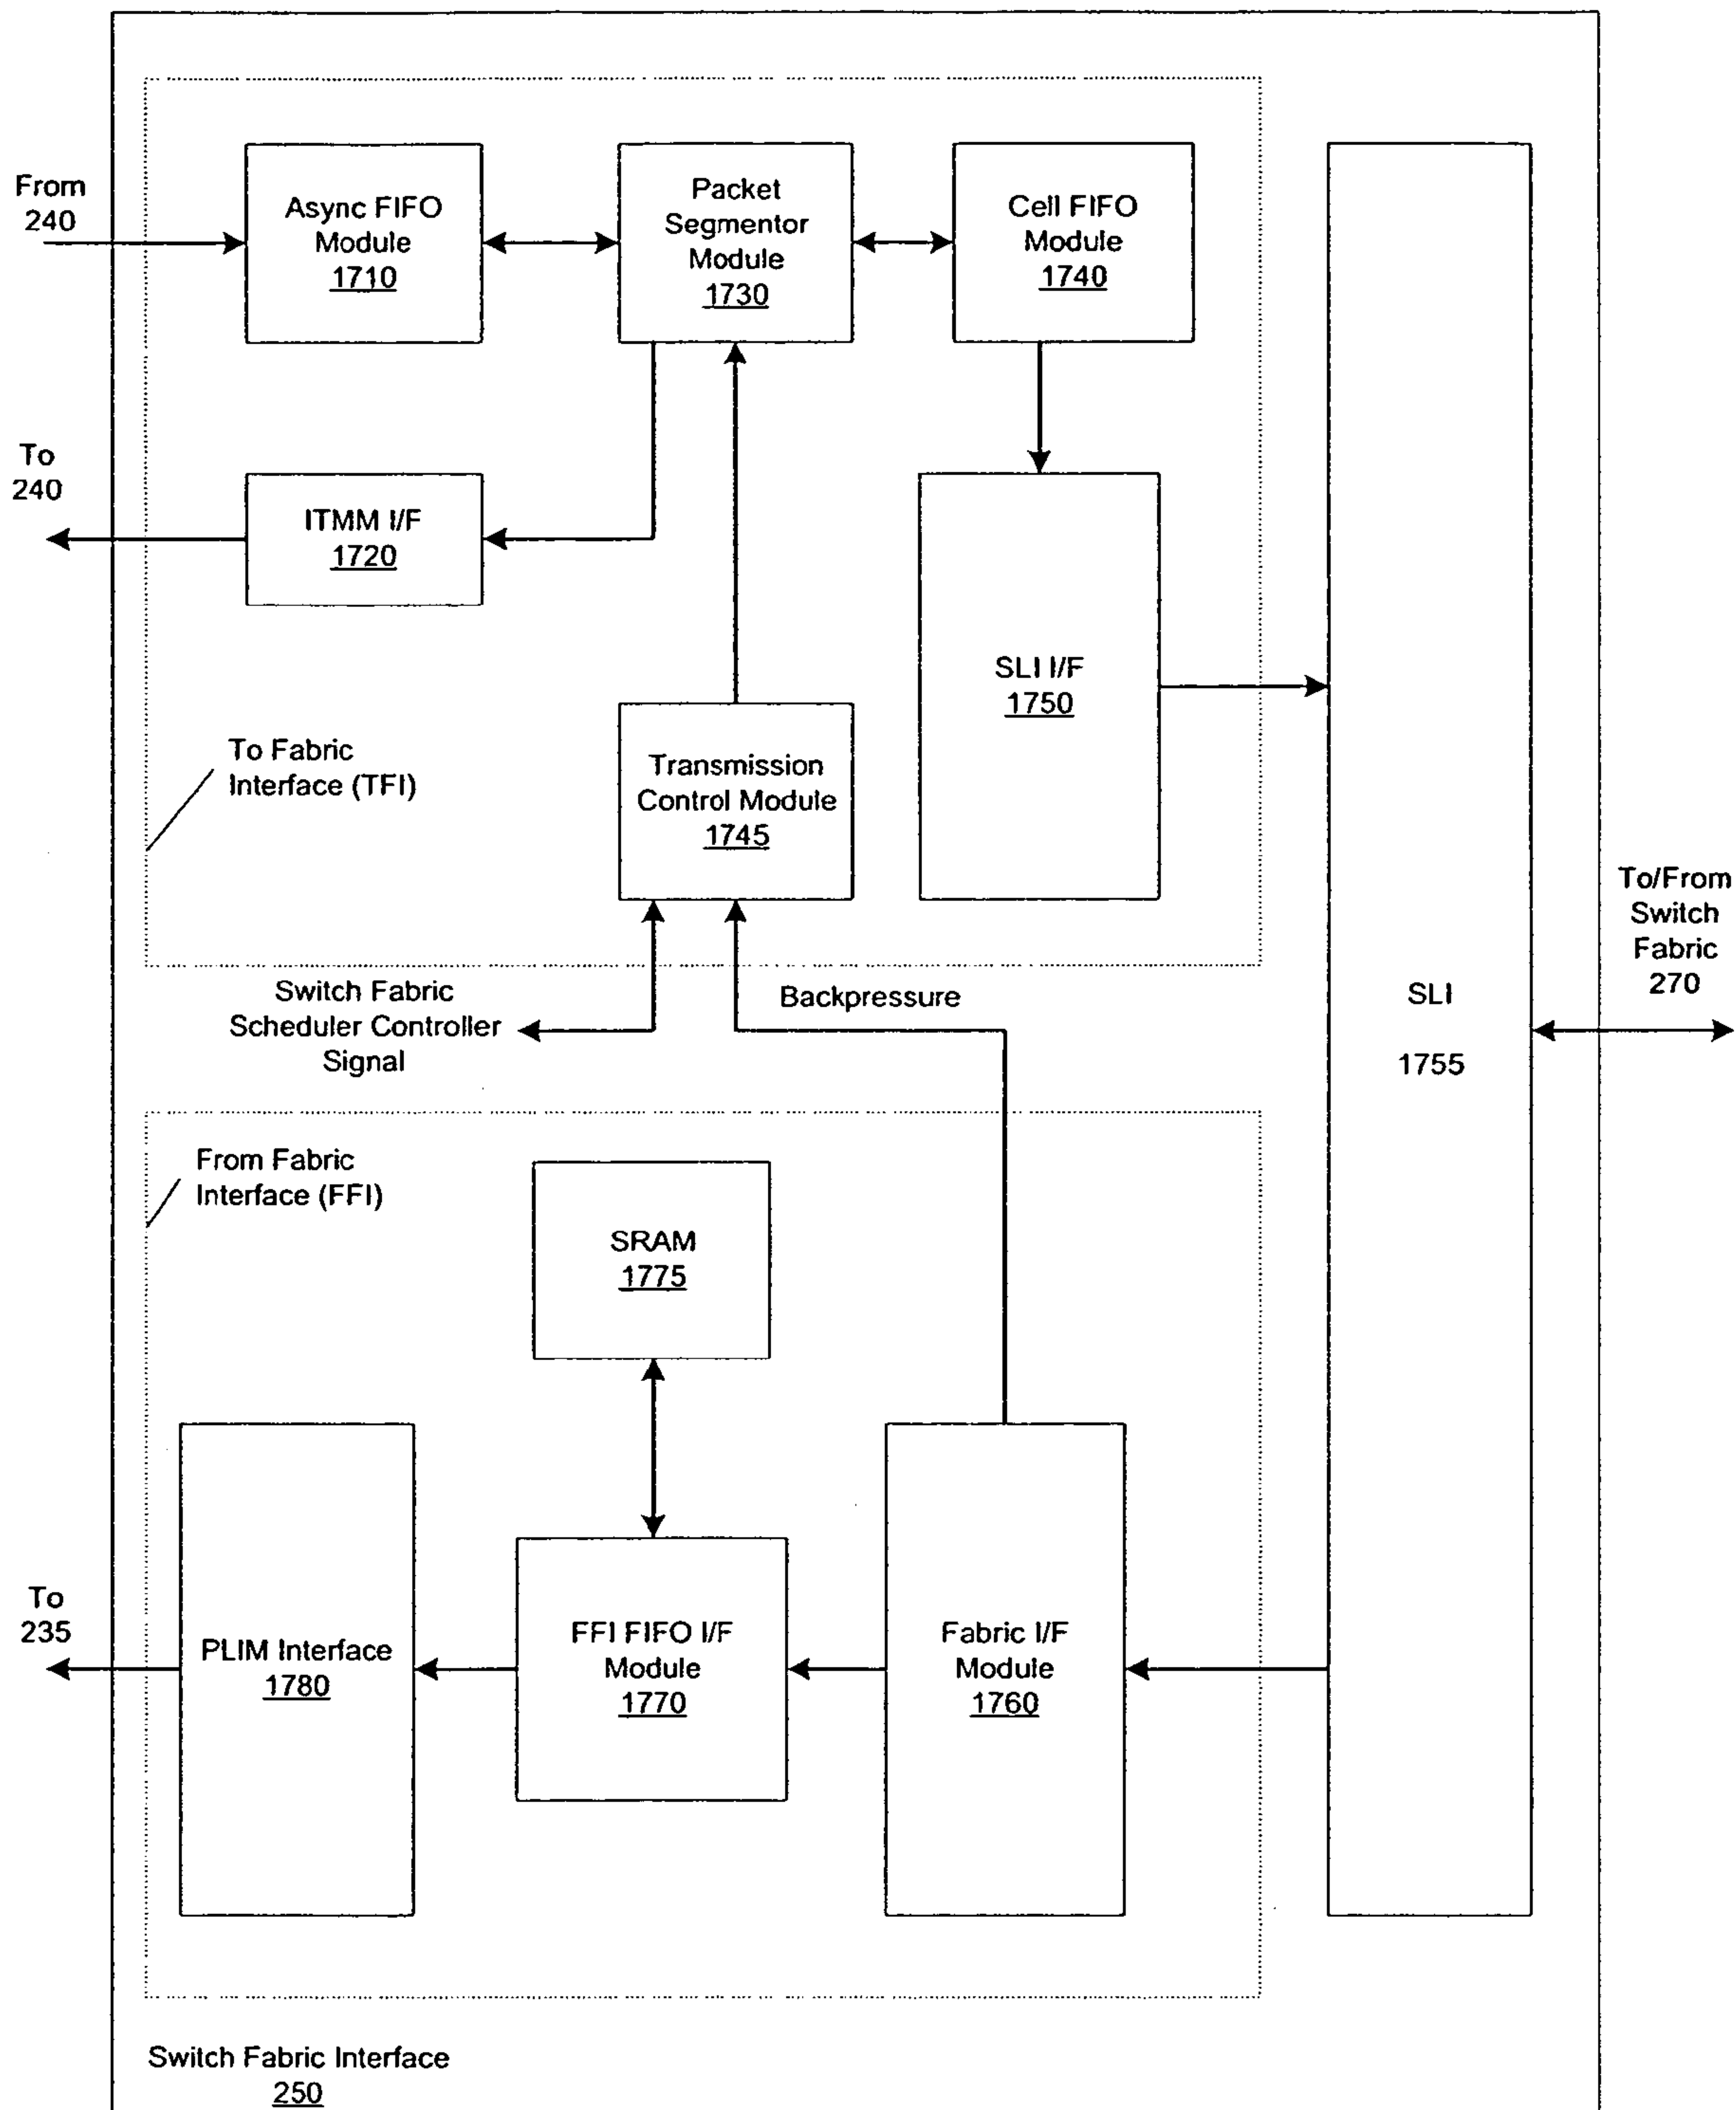 From
240
Async FIFO
Module
1710
Packet
Segmentor
Module
1730
Cell FIFO
Module
1740
To
240
ITMM I/F
1720
SLI I/F
1750
To Fabric
Interface (TFI)
Transmission
Control Module
1745
To/From
Switch
Fabric
270
Switch Fabric
Scheduler Controller
Signal
Backpressure
SLI
1755
From Fabric
Interface (FFI)
SRAM
1775
To
235
PLIM Interface
1780
FFI FIFO I/F
Module
1770
Fabric I/F
Module
1760
Switch Fabric Interface
250